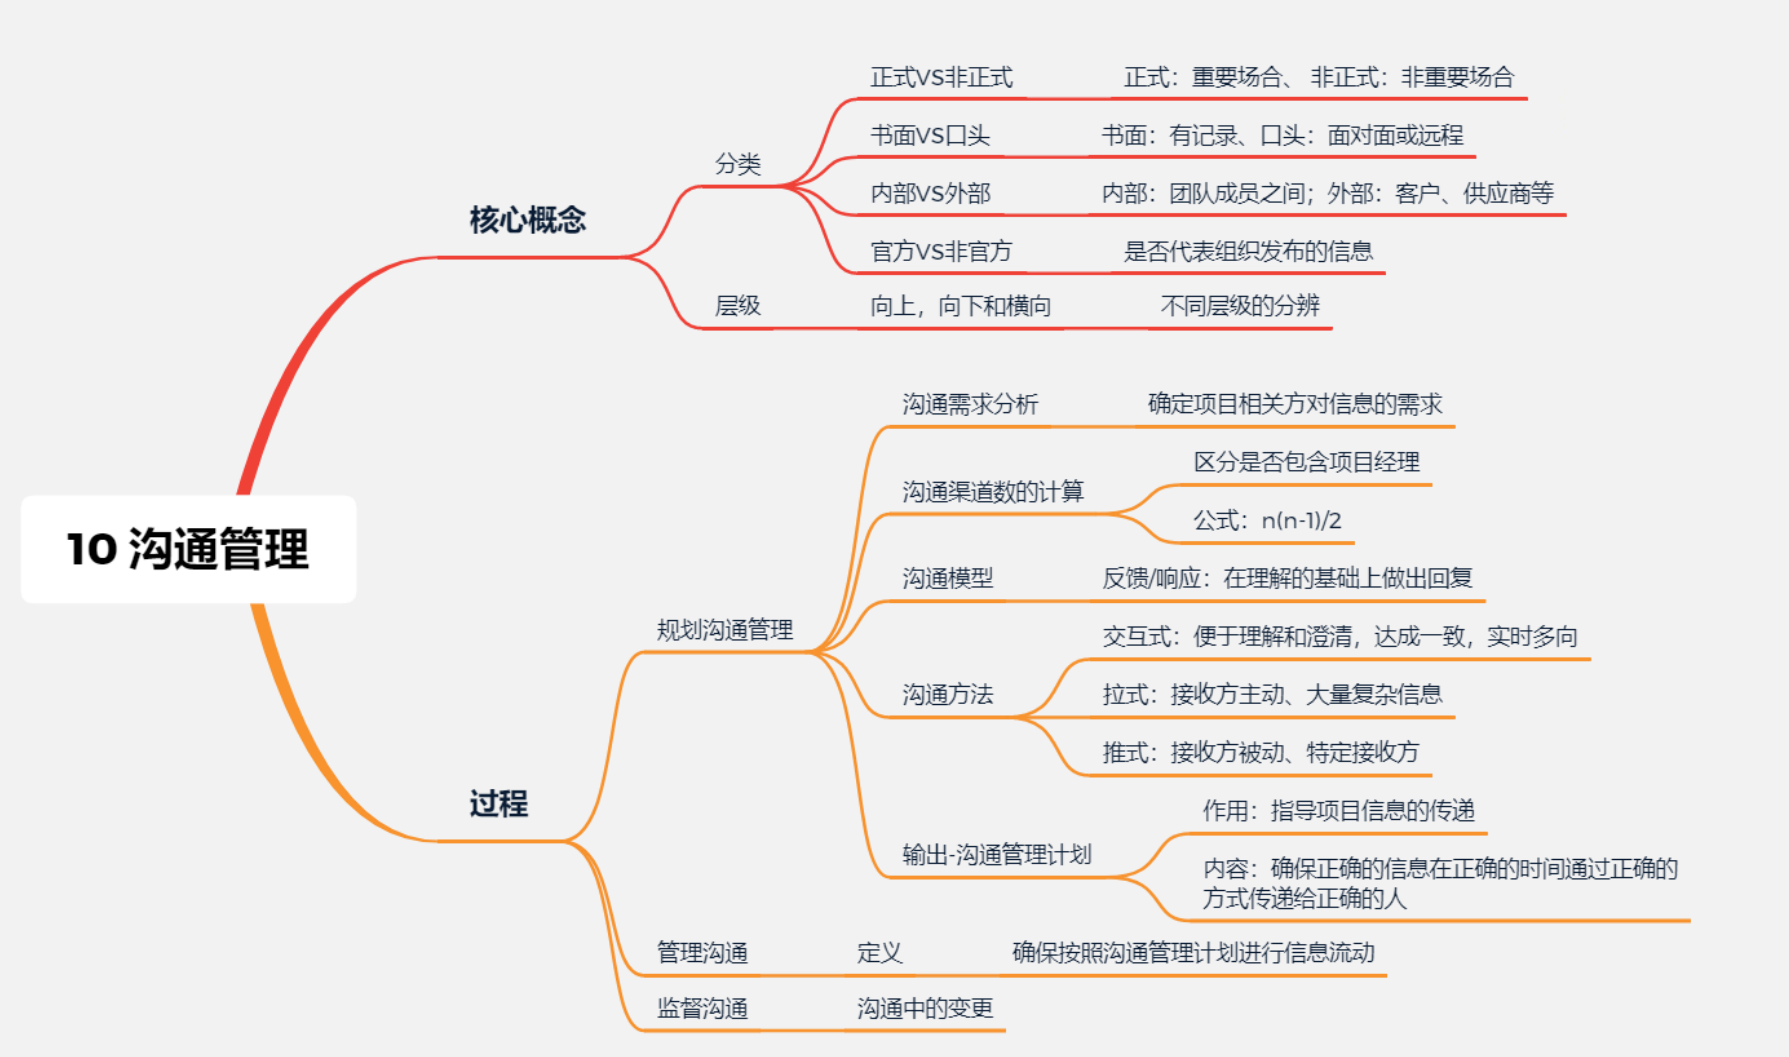 10 沟通管理
核心概念
分类
正式VS非正式
正式：重要场合、 非正式：非重要场合
书面VS口头
书面：有记录、口头：面对面或远程
内部VS外部
内部：团队成员之间；外部：客户、供应商等
官方VS非官方
是否代表组织发布的信息
层级
向上，向下和横向
不同层级的分辨
过程
规划沟通管理
沟通需求分析
确定项目相关方对信息的需求
沟通渠道数的计算
区分是否包含项目经理
公式：n(n-1)/2
沟通模型
反馈/响应：在理解的基础上做出回复
沟通方法
交互式：便于理解和澄清，达成一致，实时多向
拉式：接收方主动、大量复杂信息
推式：接收方被动、特定接收方
输出-沟通管理计划
作用：指导项目信息的传递
内容：确保正确的信息在正确的时间通过正确的
方式传递给正确的人
管理沟通
定义
确保按照沟通管理计划进行信息流动
监督沟通
沟通中的变更